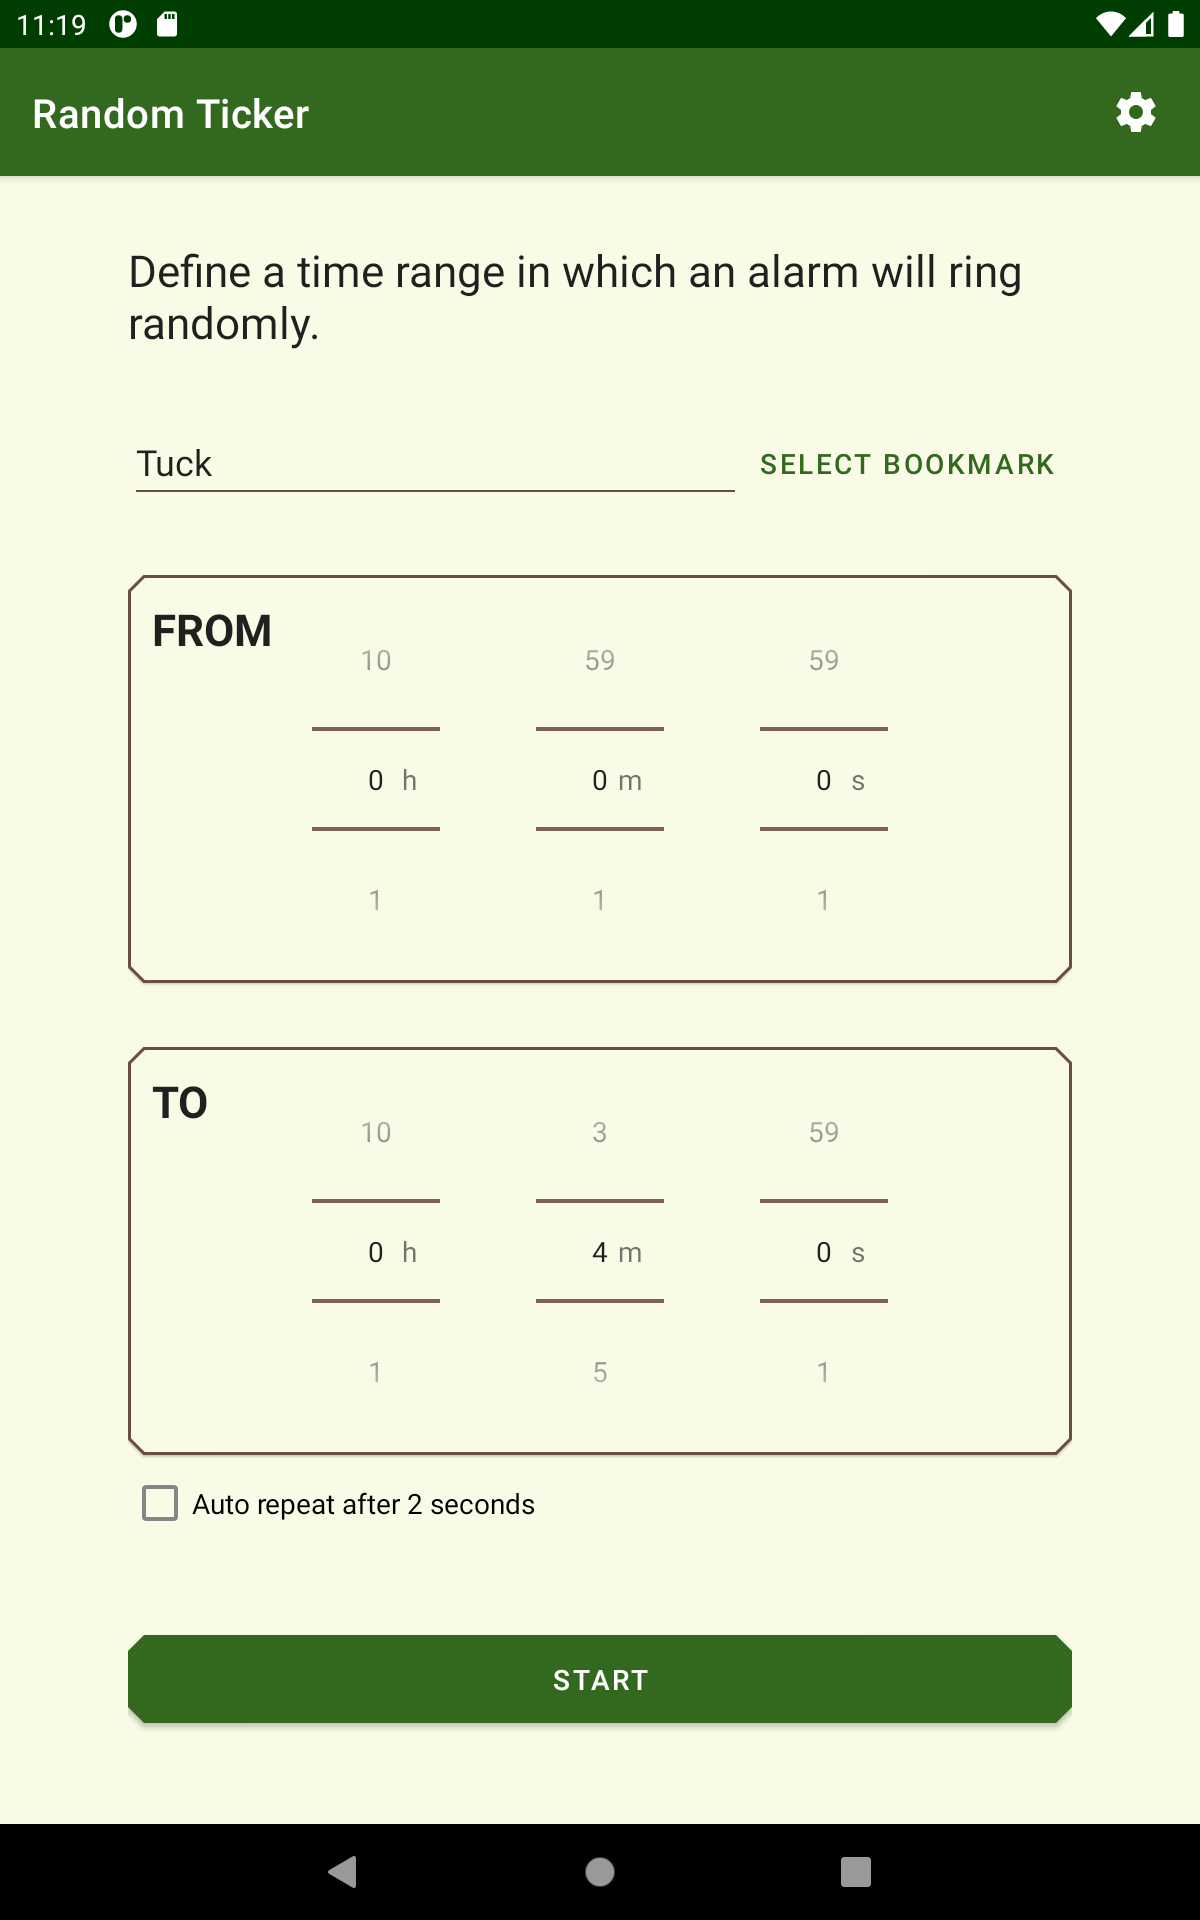 11:19
Random Ticker
Define a time range in which an alarm will ring
randomly.
Tuck
SELECT BOOKMARK
FROM
10 59 59
0 h 0 m 0 s
1 1 1
TO
10 3 59
0 h 4 m 0 s
1 5 1
Auto repeat after 2 seconds
START